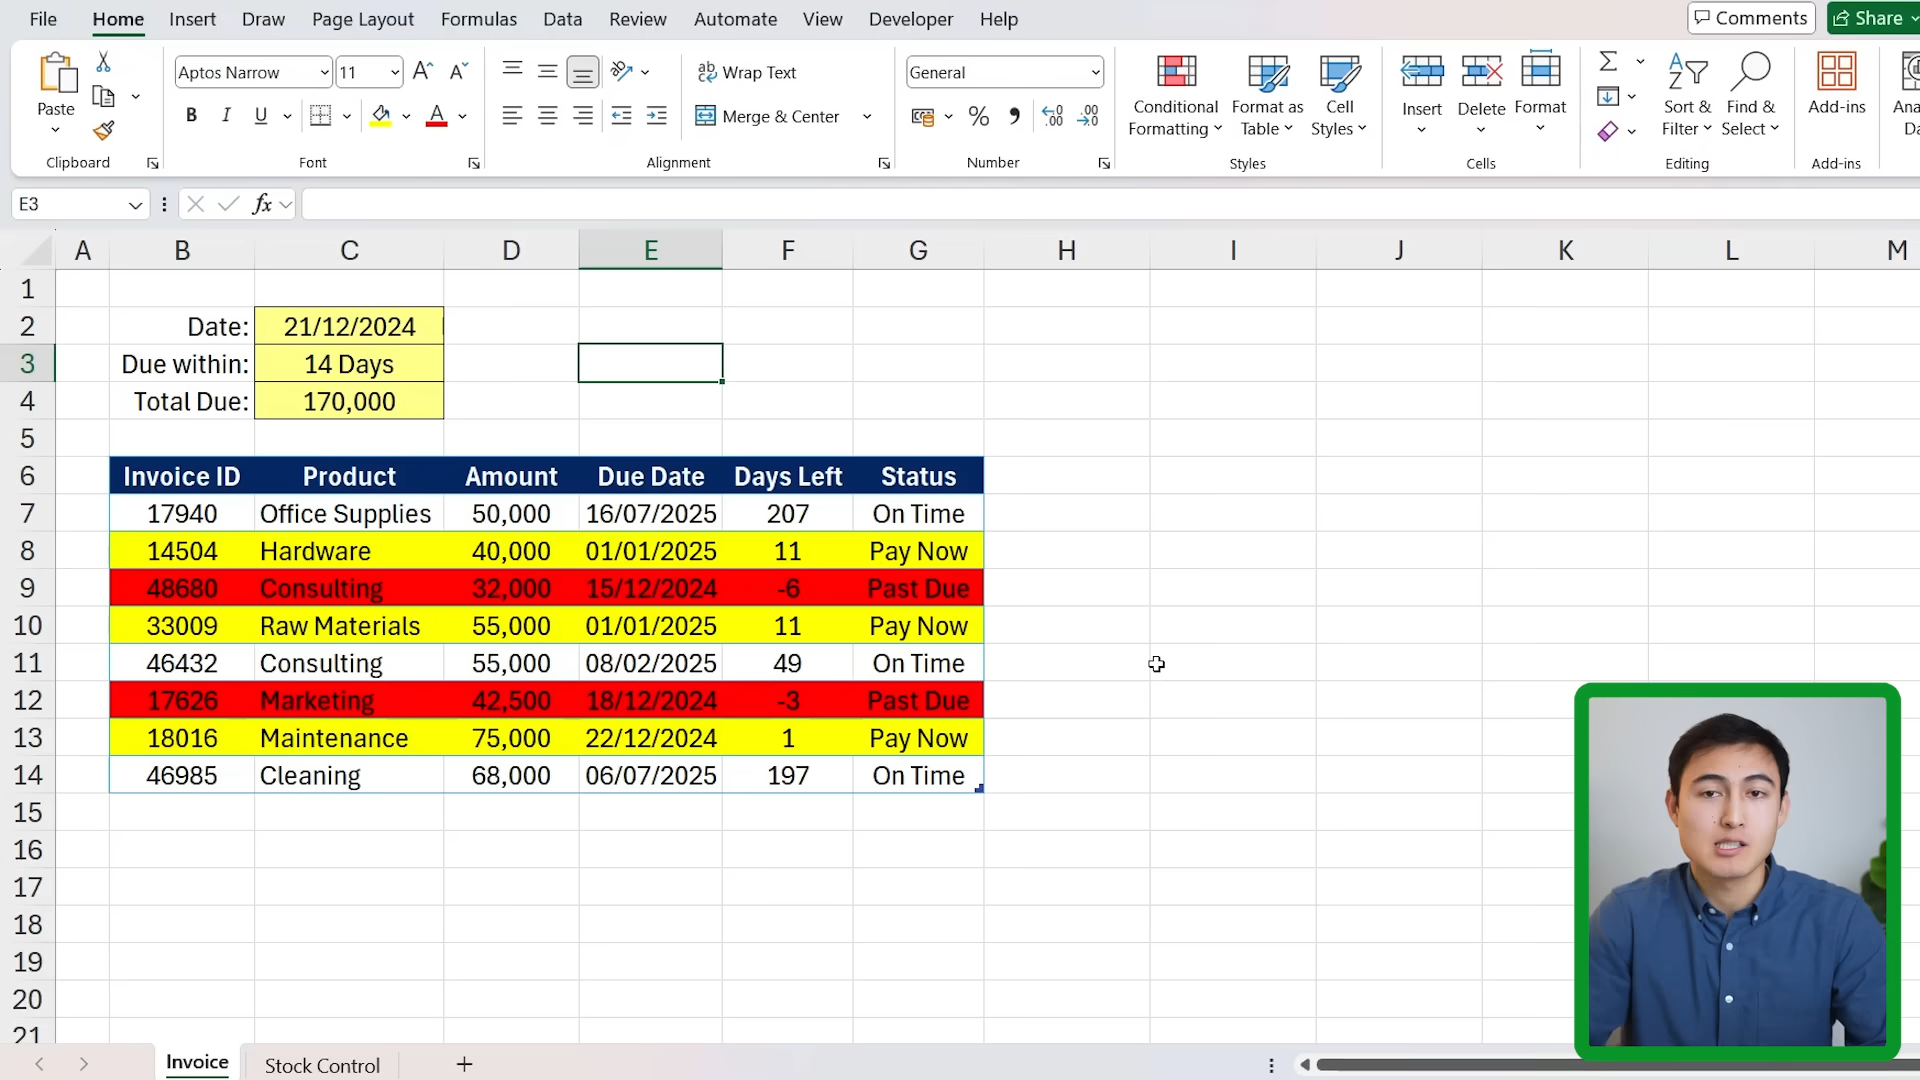 File Home Insert Draw Page Layout Formulas Data Review Automate View Developer Help Comments Share
Paste
Clipboard
Aptos Narrow 11 A A
B I U A
Font
ab Wrap Text
Merge & Center
Alignment
General
% , .00
Number
Conditional Formatting
Format as Table
Cell Styles
Styles
Insert Delete Format
Cells
Sort & Filter
Find & Select
Editing
Add-ins
Add-ins
E3 fx
A B C D E F G H I J K L M
1
2 Date: 21/12/2024
3 Due within: 14 Days
4 Total Due: 170,000
5
6 Invoice ID Product Amount Due Date Days Left Status
7 17940 Office Supplies 50,000 16/07/2025 207 On Time
8 14504 Hardware 40,000 01/01/2025 11 Pay Now
9 48680 Consulting 32,000 15/12/2024 -6 Past Due
10 33009 Raw Materials 55,000 01/01/2025 11 Pay Now
11 46432 Consulting 55,000 08/02/2025 49 On Time
12 17626 Marketing 42,500 18/12/2024 -3 Past Due
13 18016 Maintenance 75,000 22/12/2024 1 Pay Now
14 46985 Cleaning 68,000 06/07/2025 197 On Time
15
16
17
18
19
20
21
Invoice Stock Control